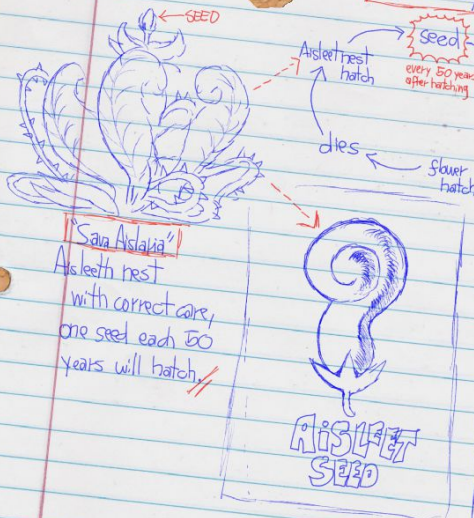 SEED
Aisleet nest
hatch
seed
every 50 years
after hatching
dies
flower
hatch
"Sava Aislaria"
Aisleeth nest
with correct care,
one seed each 50
years will hatch.
AiSLEET
SEED